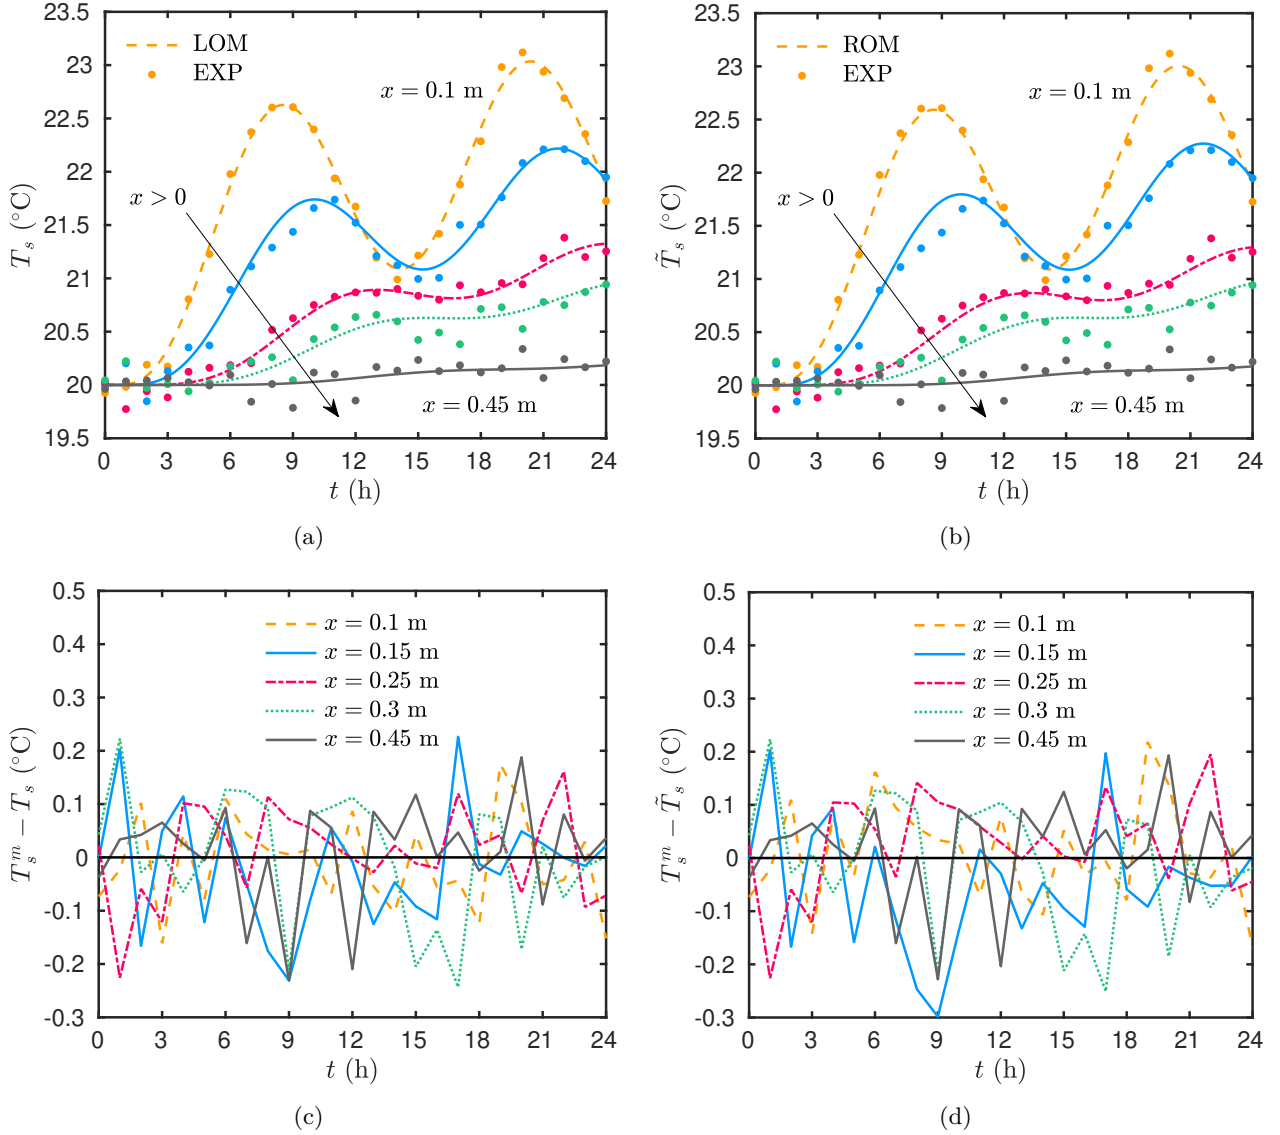 23.5
23
22.5
22
21.5
21
20.5
20
19.5
T_s (°C)
LOM
EXP
x = 0.1 m
x > 0
x = 0.45 m
0 3 6 9 12 15 18 21 24
t (h)
(a)
23.5
23
22.5
22
21.5
21
20.5
20
19.5
T̃_s (°C)
ROM
EXP
x = 0.1 m
x > 0
x = 0.45 m
0 3 6 9 12 15 18 21 24
t (h)
(b)
0.5
0.4
0.3
0.2
0.1
0
-0.1
-0.2
-0.3
T_s^m − T_s (°C)
x = 0.1 m
x = 0.15 m
x = 0.25 m
x = 0.3 m
x = 0.45 m
0 3 6 9 12 15 18 21 24
t (h)
(c)
0.5
0.4
0.3
0.2
0.1
0
-0.1
-0.2
-0.3
T_s^m − T̃_s (°C)
x = 0.1 m
x = 0.15 m
x = 0.25 m
x = 0.3 m
x = 0.45 m
0 3 6 9 12 15 18 21 24
t (h)
(d)